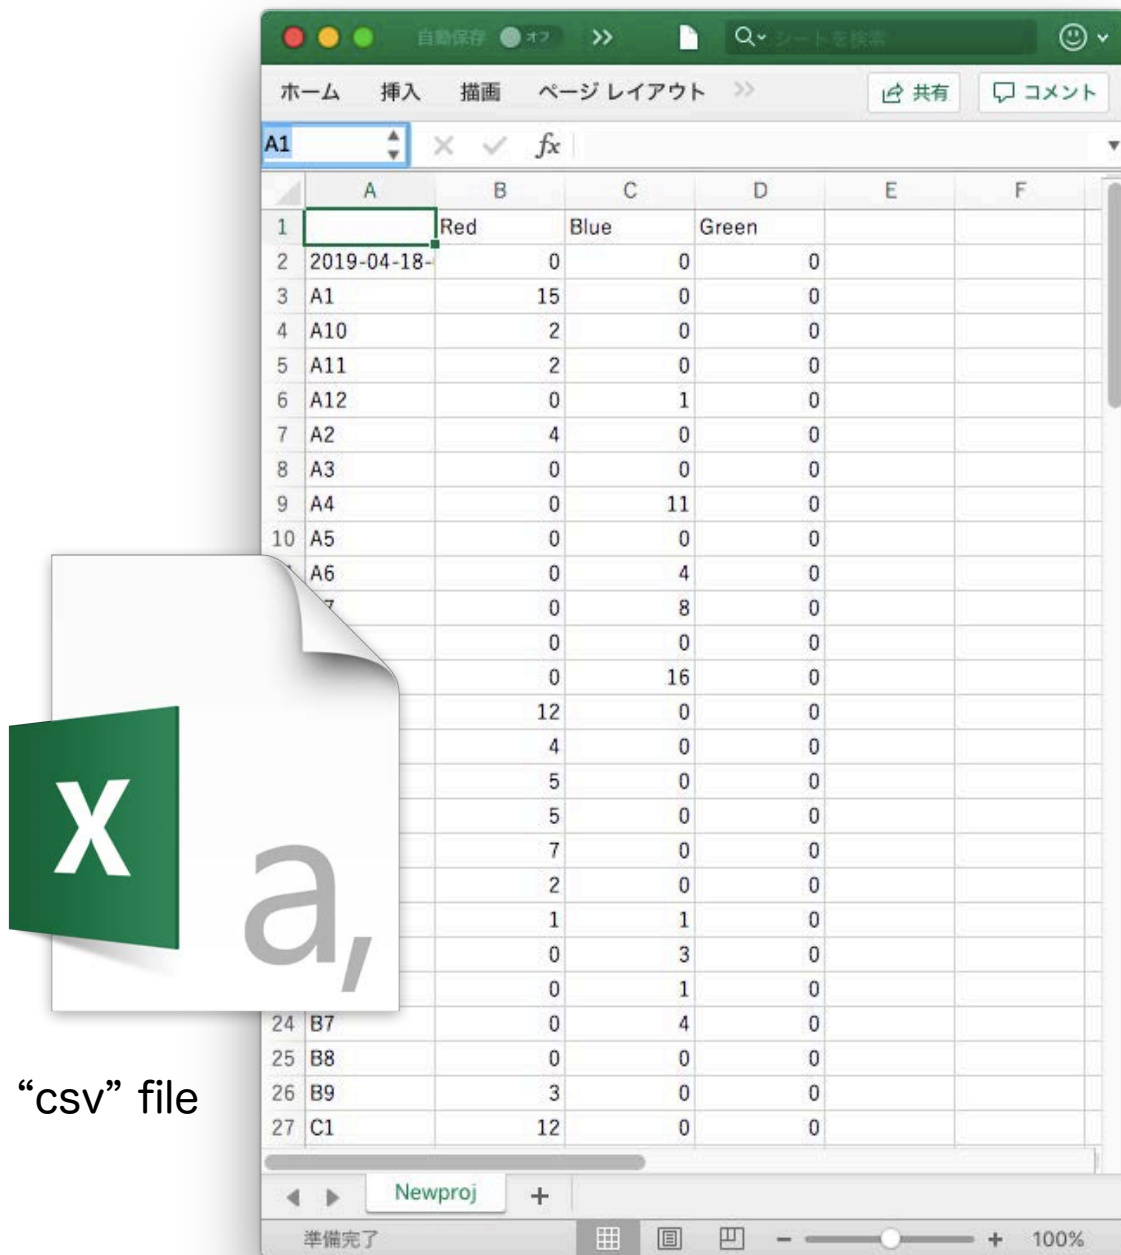 自動保存 オフ シートを検索
ホーム 挿入 描画 ページ レイアウト 共有 コメント
A1 fx
A B C D E F
1 Red Blue Green
2 2019-04-18- 0 0 0
3 A1 15 0 0
4 A10 2 0 0
5 A11 2 0 0
6 A12 0 1 0
7 A2 4 0 0
8 A3 0 0 0
9 A4 0 11 0
10 A5 0 0 0
A6 0 4 0
7 0 8 0
0 0 0
0 16 0
12 0 0
4 0 0
5 0 0
5 0 0
7 0 0
2 0 0
1 1 0
0 3 0
0 1 0
24 B7 0 4 0
25 B8 0 0 0
26 B9 3 0 0
27 C1 12 0 0
X a,
“csv” file
Newproj +
準備完了 100%